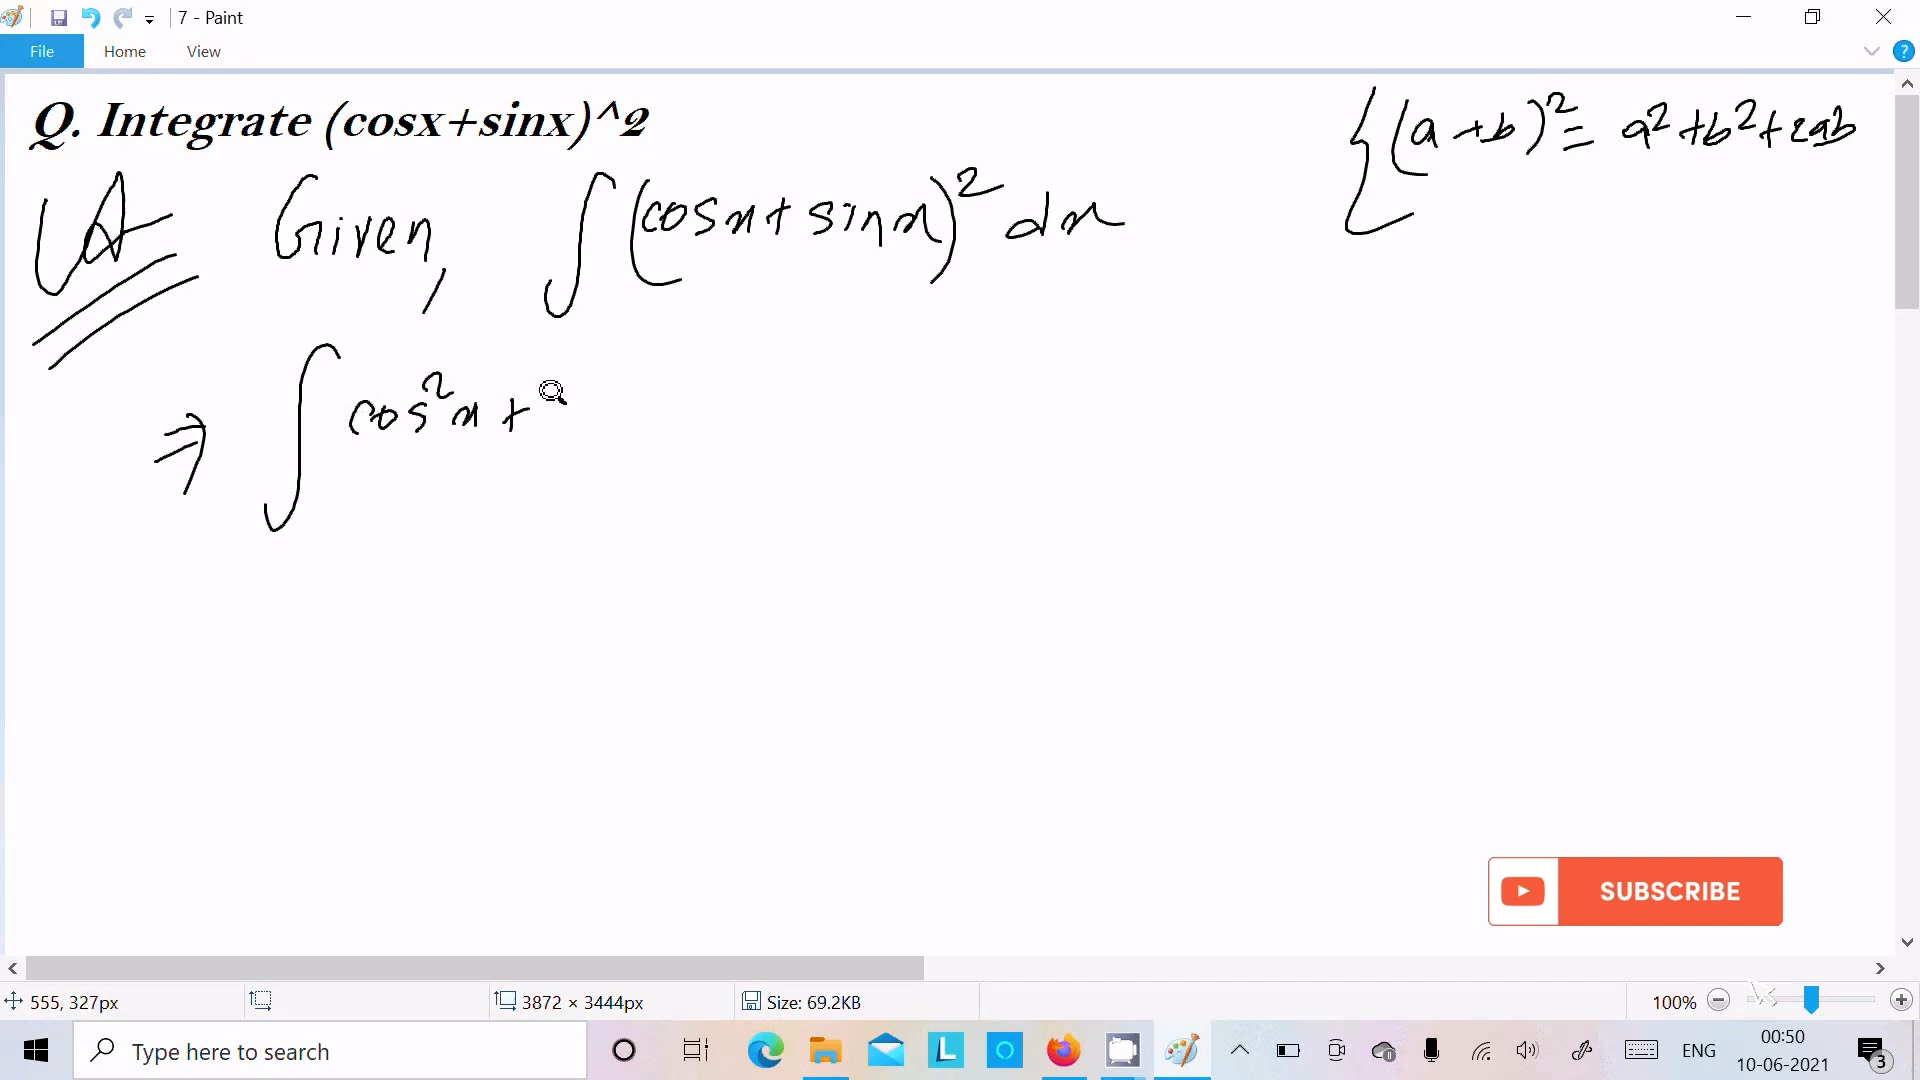 7 - Paint
File Home View
Q. Integrate (cosx+sinx)^2
{(a+b)² = a²+b²+2ab
Given, ∫(cosx+sinx)² dx
⇒ ∫cos²x+
SUBSCRIBE
555, 327px
3872 × 3444px
Size: 69.2KB
100%
Type here to search
L
ENG
00:50
10-06-2021
3